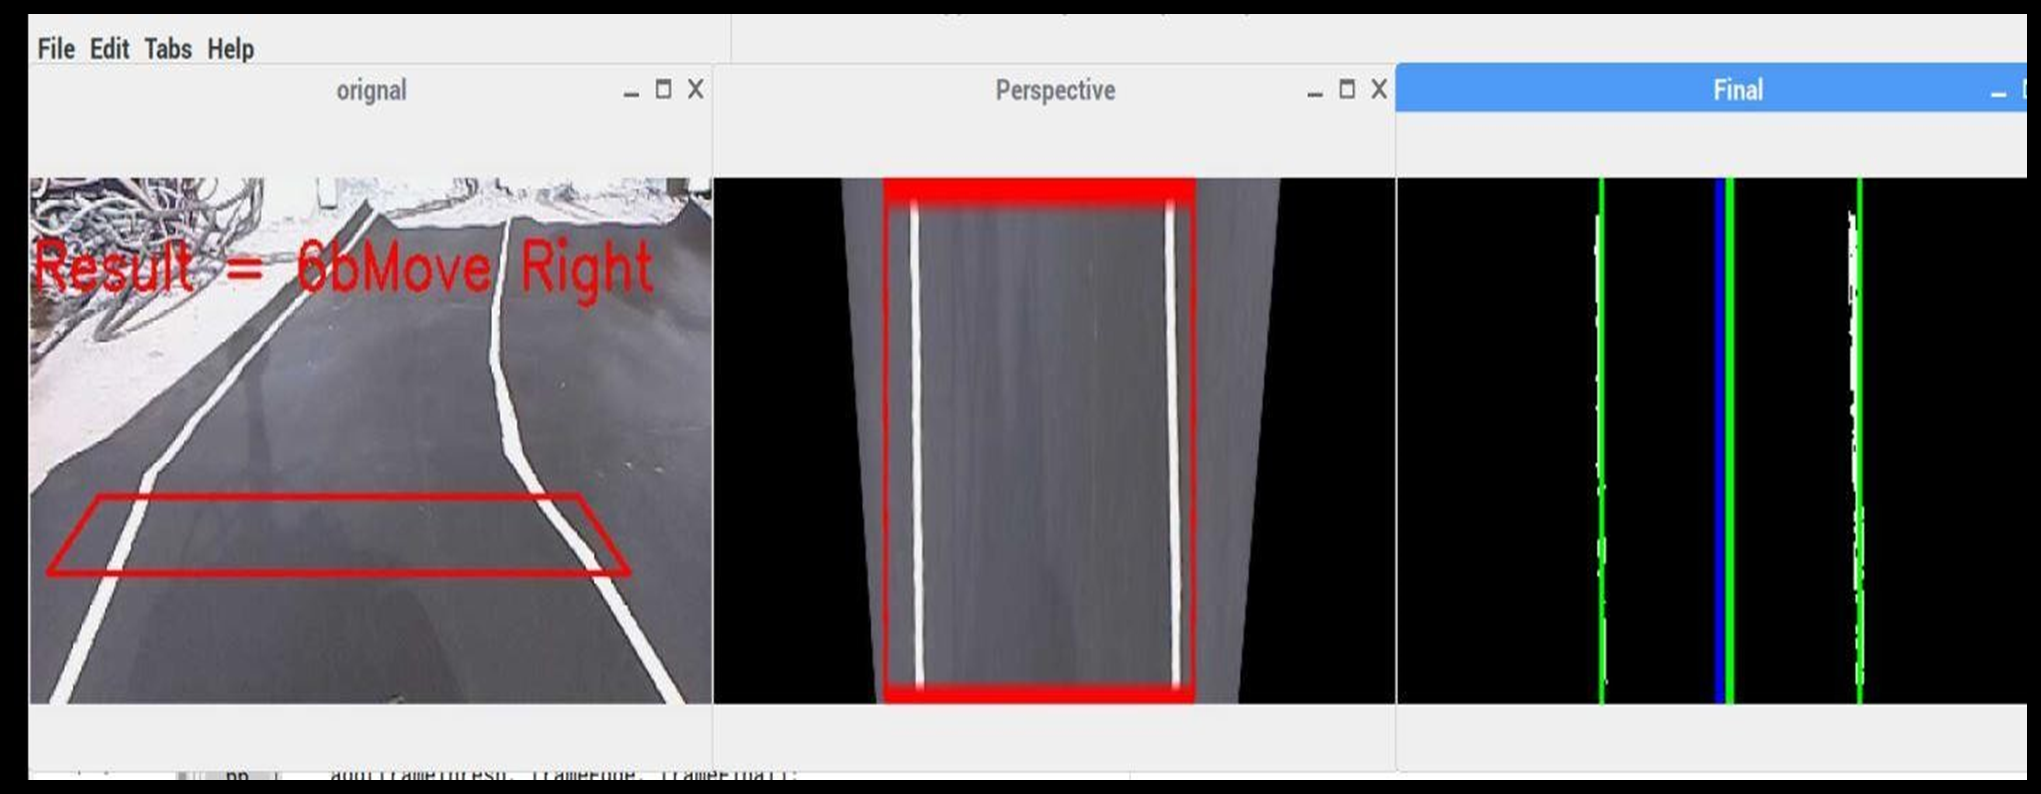 File Edit Tabs Help
orignal
Perspective
Final
Result = 6bMove Right